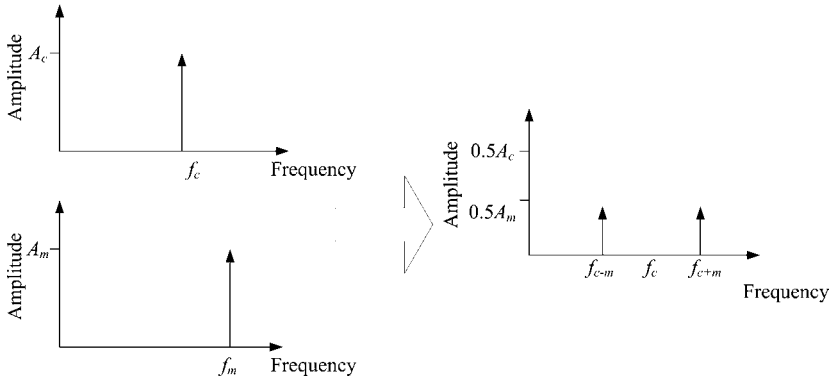 Amplitude
A_c
f_c
Frequency
Amplitude
A_m
f_m
Frequency
Amplitude
0.5A_c
0.5A_m
f_c-m
f_c
f_c+m
Frequency